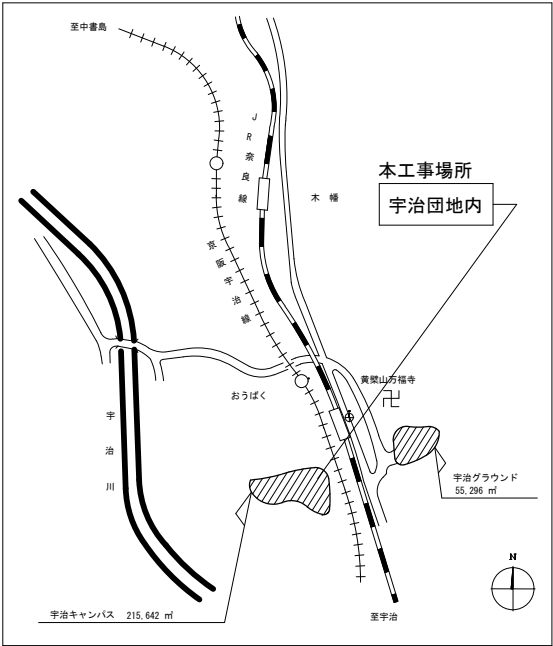 至中書島
JR奈良線
本工事場所
宇治団地内
木幡
京阪宇治線
おうばく
黄檗山万福寺
卍
宇治川
宇治グラウンド
55,296 ㎡
N
宇治キャンパス 215,642 ㎡
至宇治